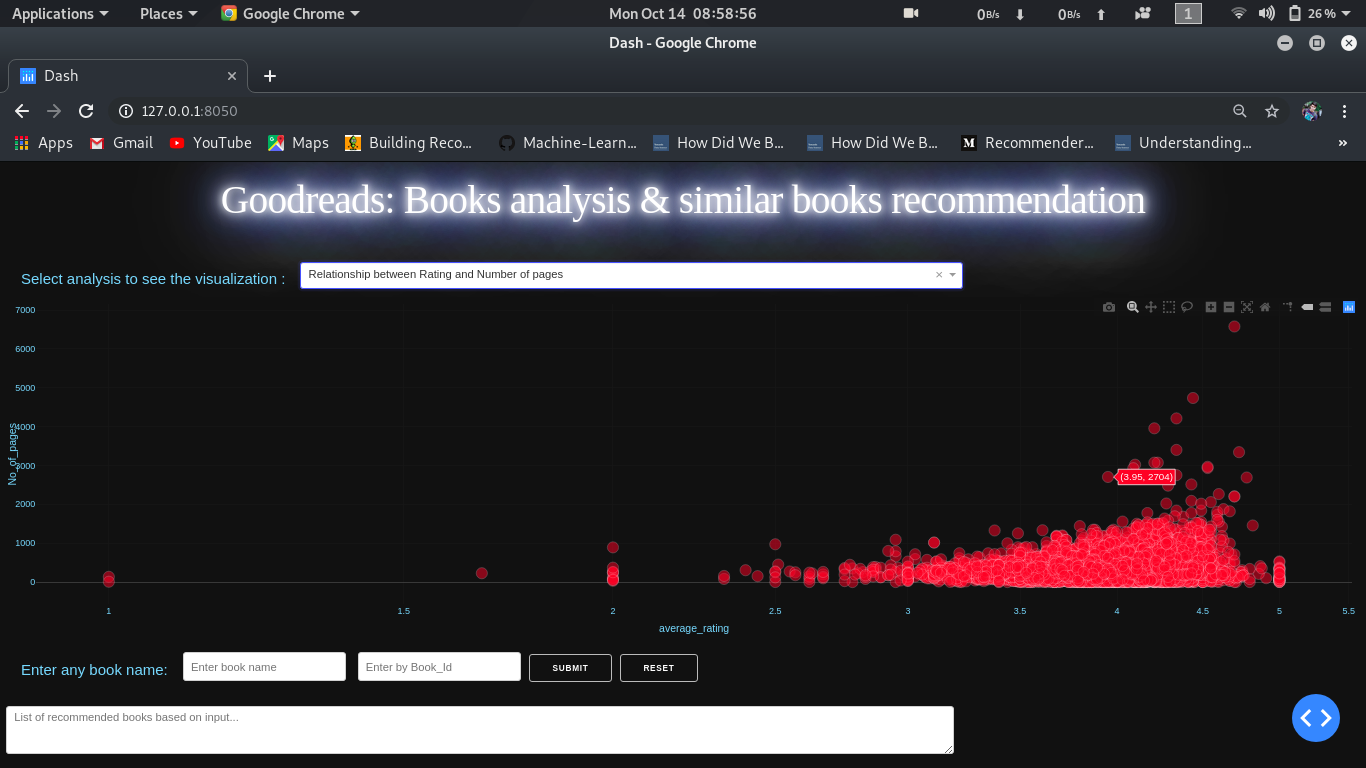 Applications Places Google Chrome Mon Oct 14 08:58:56 0B/s 0B/s 1 26 %
Dash - Google Chrome
Dash
127.0.0.1:8050
Apps Gmail YouTube Maps Building Reco... Machine-Learn... How Did We B... How Did We B... Recommender... Understanding... »
Goodreads: Books analysis & similar books recommendation
Select analysis to see the visualization : Relationship between Rating and Number of pages
7000
6000
5000
4000
No_of_pages
3000
(3.95, 2704)
2000
1000
0
1 1.5 2 2.5 3 3.5 4 4.5 5 5.5
average_rating
Enter any book name: Enter book name Enter by Book_Id SUBMIT RESET
List of recommended books based on input...